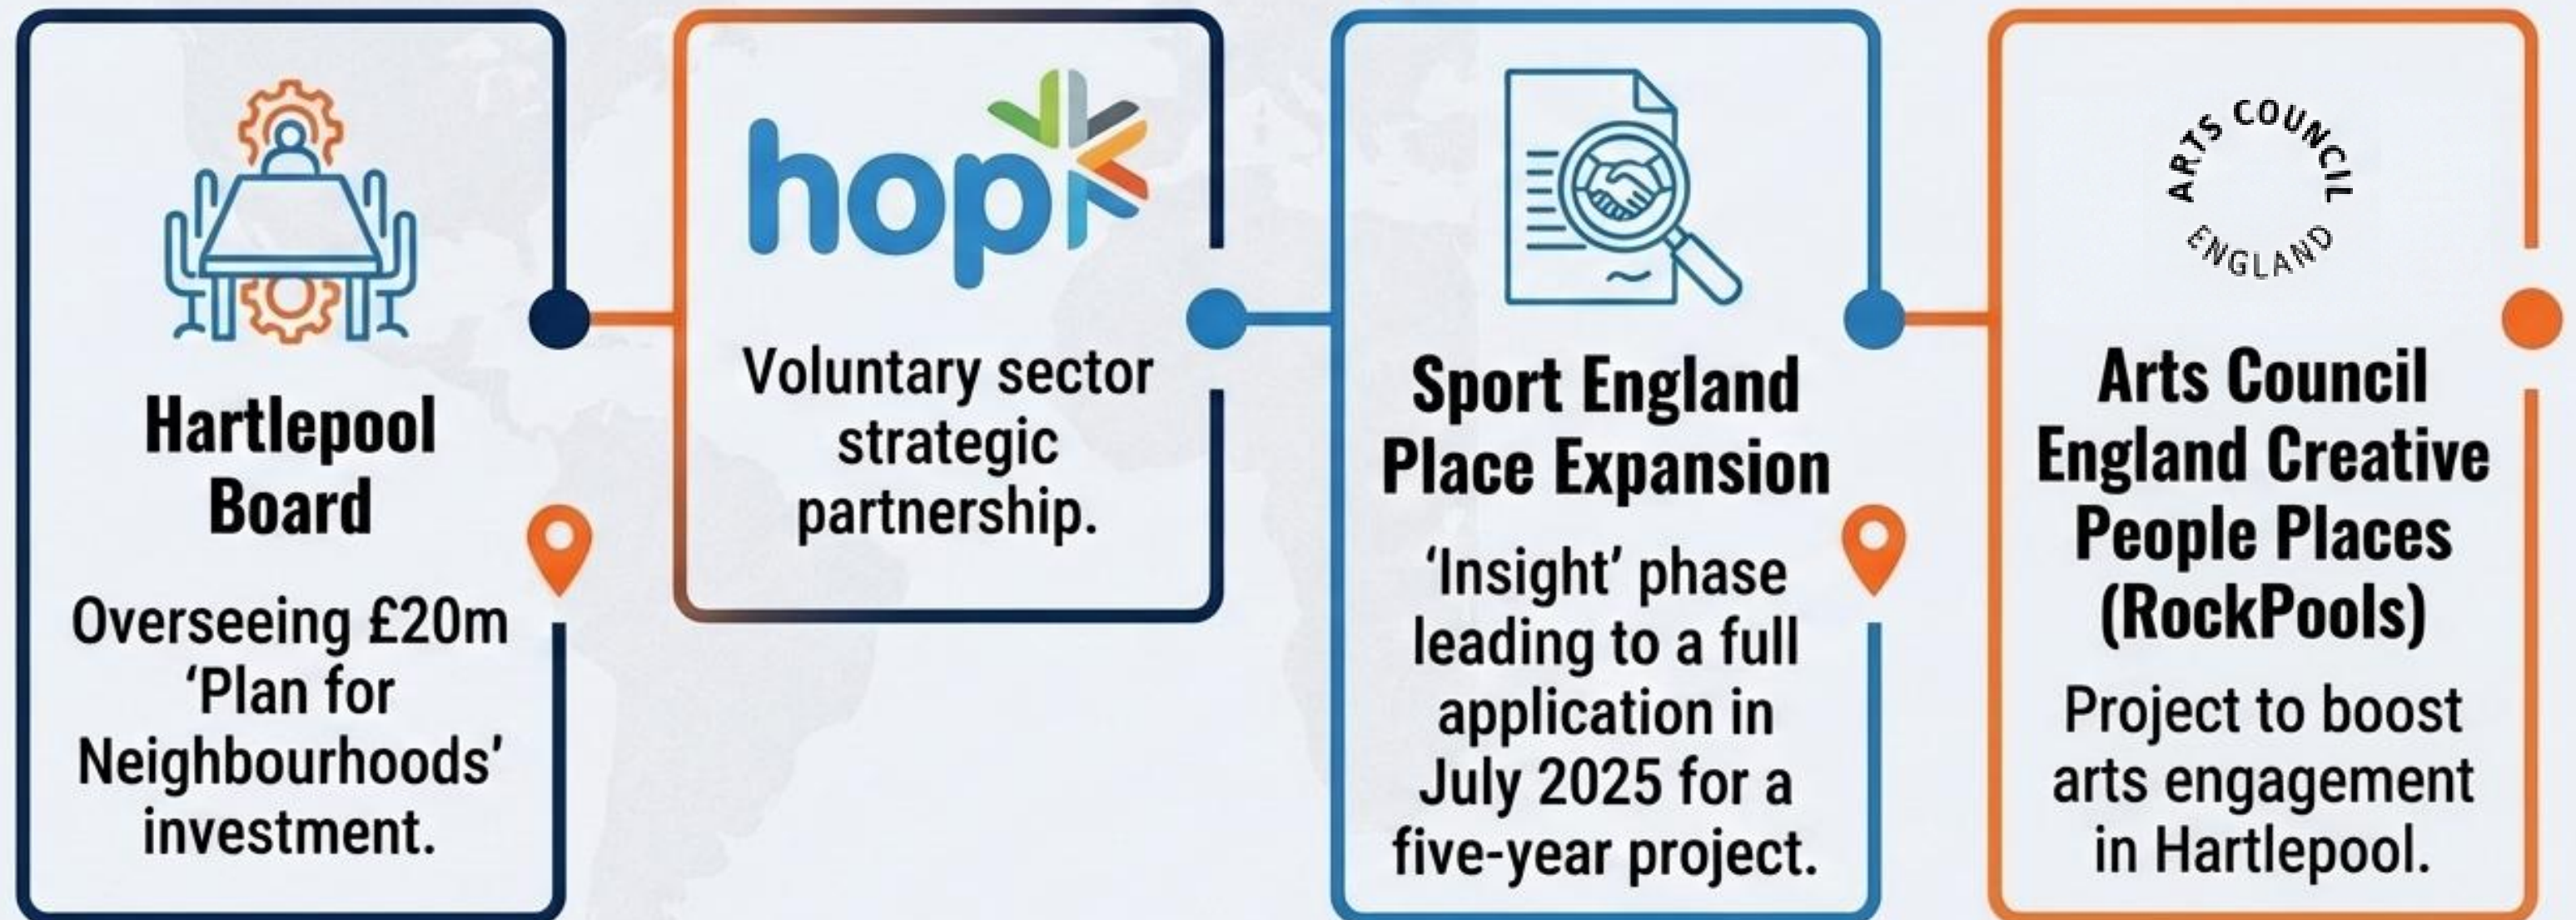 Hartlepool
Board
Overseeing £20m
‘Plan for
Neighbourhoods’
investment.
hop
Voluntary sector
strategic
partnership.
Sport England
Place Expansion
‘Insight’ phase
leading to a full
application in
July 2025 for a
five-year project.
ARTS COUNCIL
ENGLAND
Arts Council
England Creative
People Places
(RockPools)
Project to boost
arts engagement
in Hartlepool.